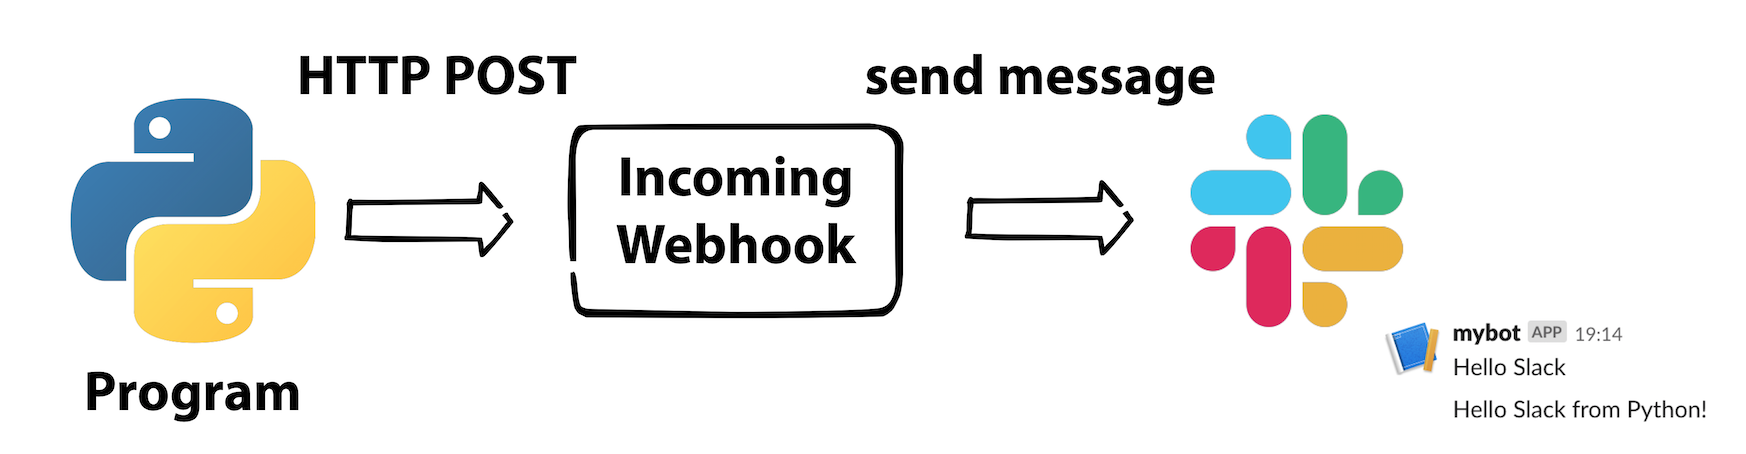 HTTP POST
send message
Incoming
Webhook
Program
mybot APP 19:14
Hello Slack
Hello Slack from Python!